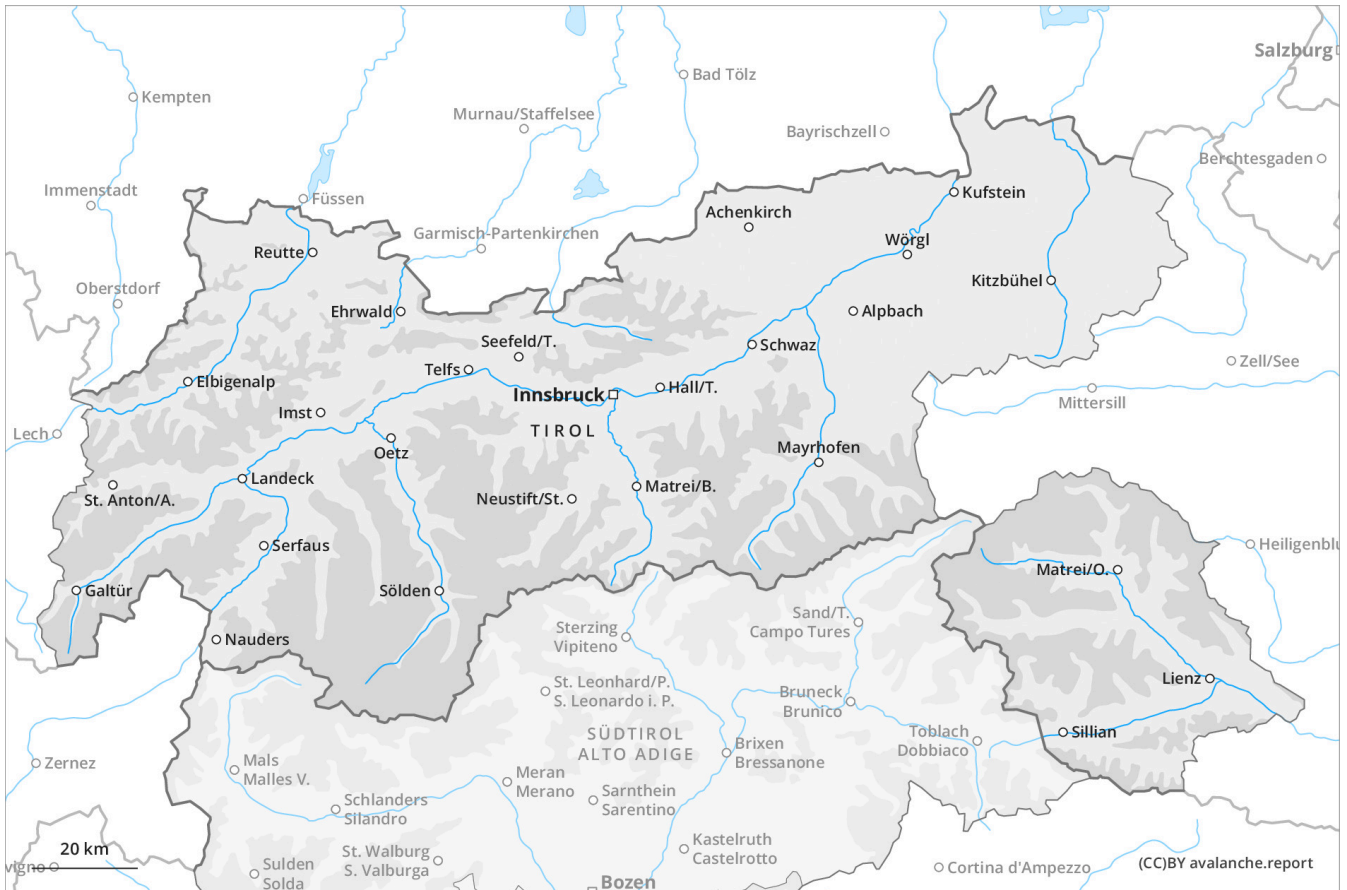 Salzburg
Bad Tölz
Kempten
Murnau/Staffelsee
Bayrischzell
Berchtesgaden
Immenstadt
Füssen
Kufstein
Achenkirch
Garmisch-Partenkirchen
Wörgl
Reutte
Kitzbühel
Oberstdorf
Ehrwald
Alpbach
Seefeld/T.
Schwaz
Telfs
Zell/See
Elbigenalp
Hall/T.
Innsbruck
Mittersill
Imst
TIROL
Lech
Oetz
Mayrhofen
Landeck
Matrei/B.
St. Anton/A.
Neustift/St.
Serfaus
Heiligenblu
Matrei/O.
Galtür
Sölden
Sand/T.
Campo Tures
Sterzing
Vipiteno
Nauders
Lienz
St. Leonhard/P.
S. Leonardo i. P.
Bruneck
Brunico
Toblach
Dobbiaco
Sillian
SÜDTIROL
ALTO ADIGE
Brixen
Bressanone
Zernez
Mals
Malles V.
Meran
Merano
Sarnthein
Sarentino
Schlanders
Silandro
Kastelruth
Castelrotto
20 km
St. Walburg
S. Valburga
vigno
Sulden
Solda
Cortina d'Ampezzo
(CC)BY avalanche.report
Bozen